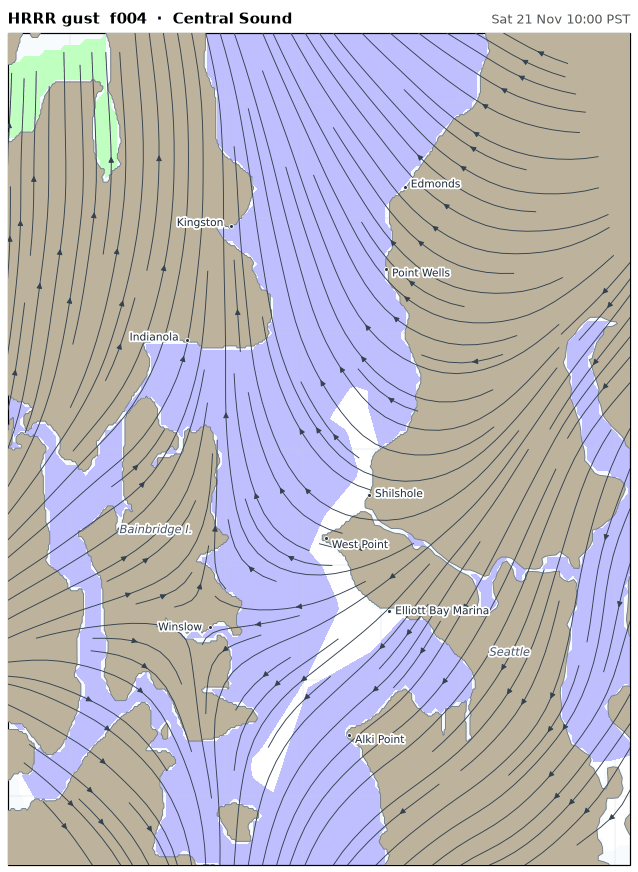 HRRR gust f004 · Central Sound
Sat 21 Nov 10:00 PST
Edmonds
Kingston
Point Wells
Indianola
Shilshole
Bainbridge I.
West Point
Elliott Bay Marina
Winslow
Seattle
Alki Point